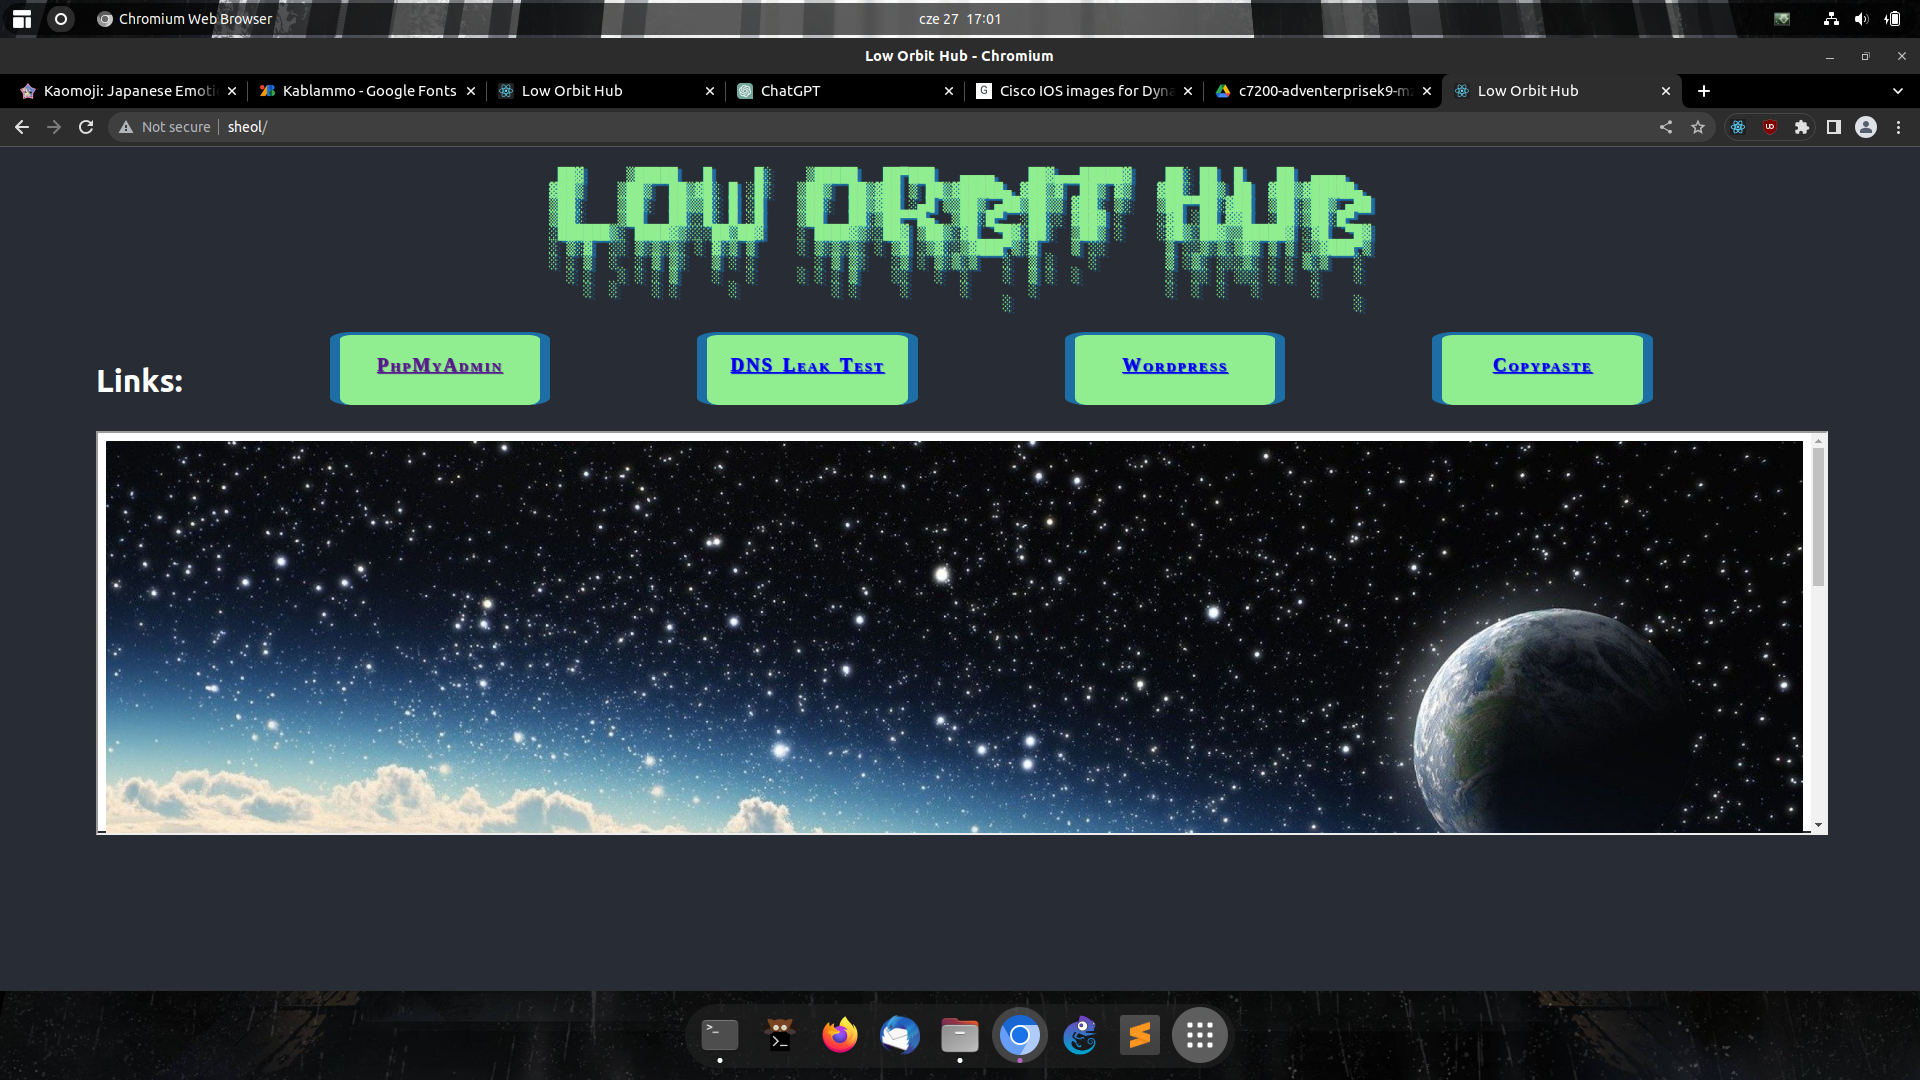 Chromium Web Browser
cze 27 17:01
Low Orbit Hub - Chromium
Kaomoji: Japanese Emoti
Kablammo - Google Fonts
Low Orbit Hub
ChatGPT
G
Cisco IOS images for Dyna
c7200-adventerprisek9-mz
Low Orbit Hub
Not secure
sheol/
LOW ORBIT HUB
Links:
PhpMyAdmin
DNS Leak Test
Wordpress
Copypaste